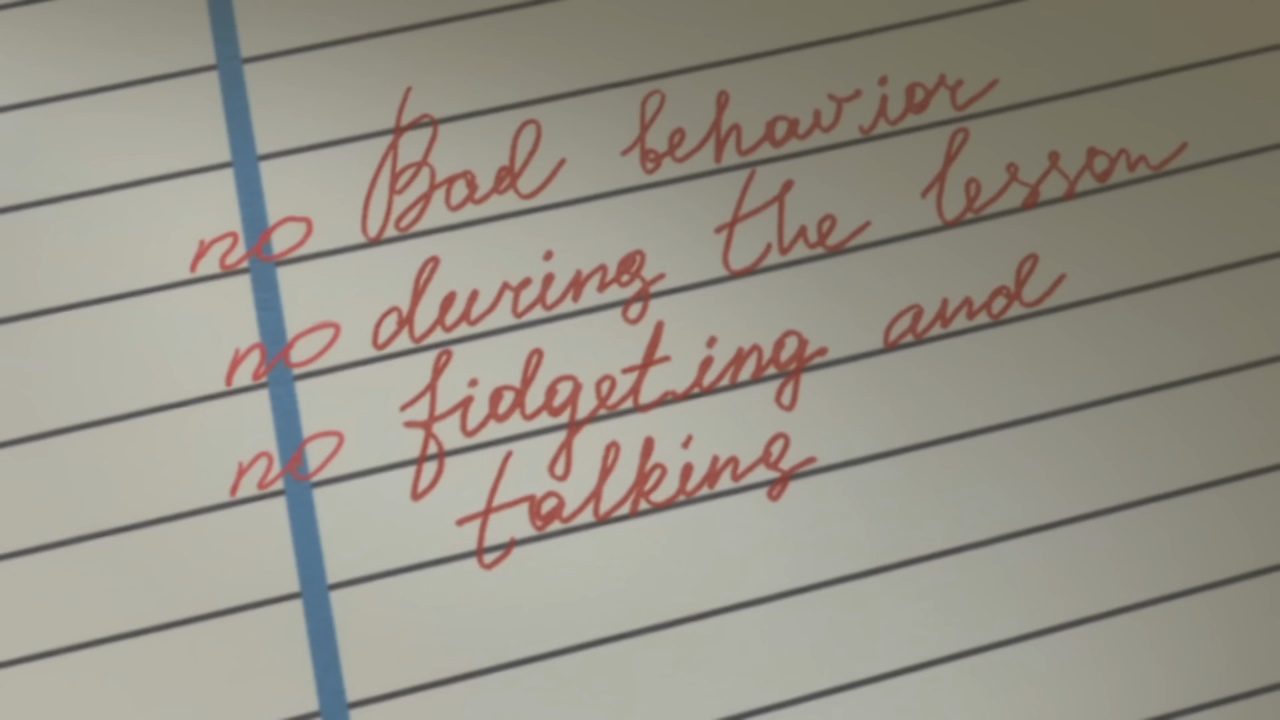 no Bad behavior
no during the lesson
no fidgeting and
talking